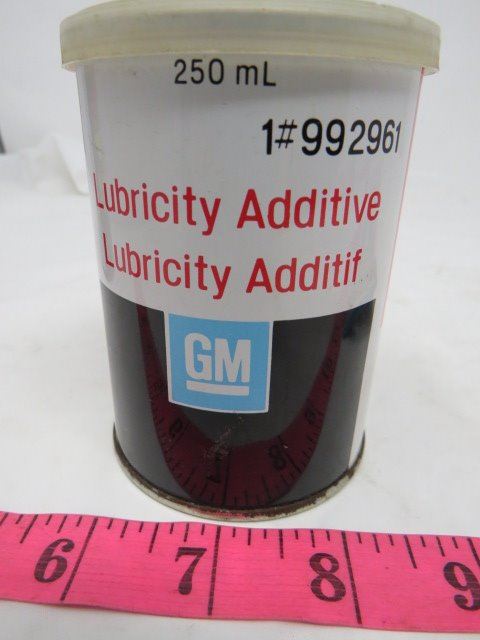 250 mL
1#992961
Lubricity Additive
Lubricity Additif
GM
6 7 8 9